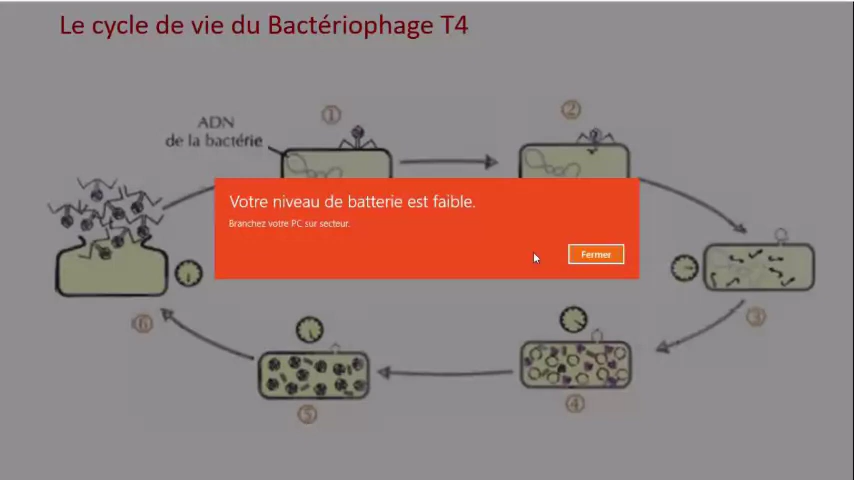 Le cycle de vie du Bactériophage T4
①
②
ADN
de la bactérie
Votre niveau de batterie est faible.
Branchez votre PC sur secteur.
Fermer
③
⑥
④
⑤